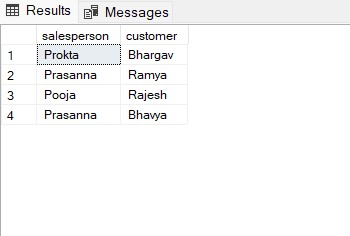 Results Messages
salesperson customer
1 Prokta Bhargav
2 Prasanna Ramya
3 Pooja Rajesh
4 Prasanna Bhavya